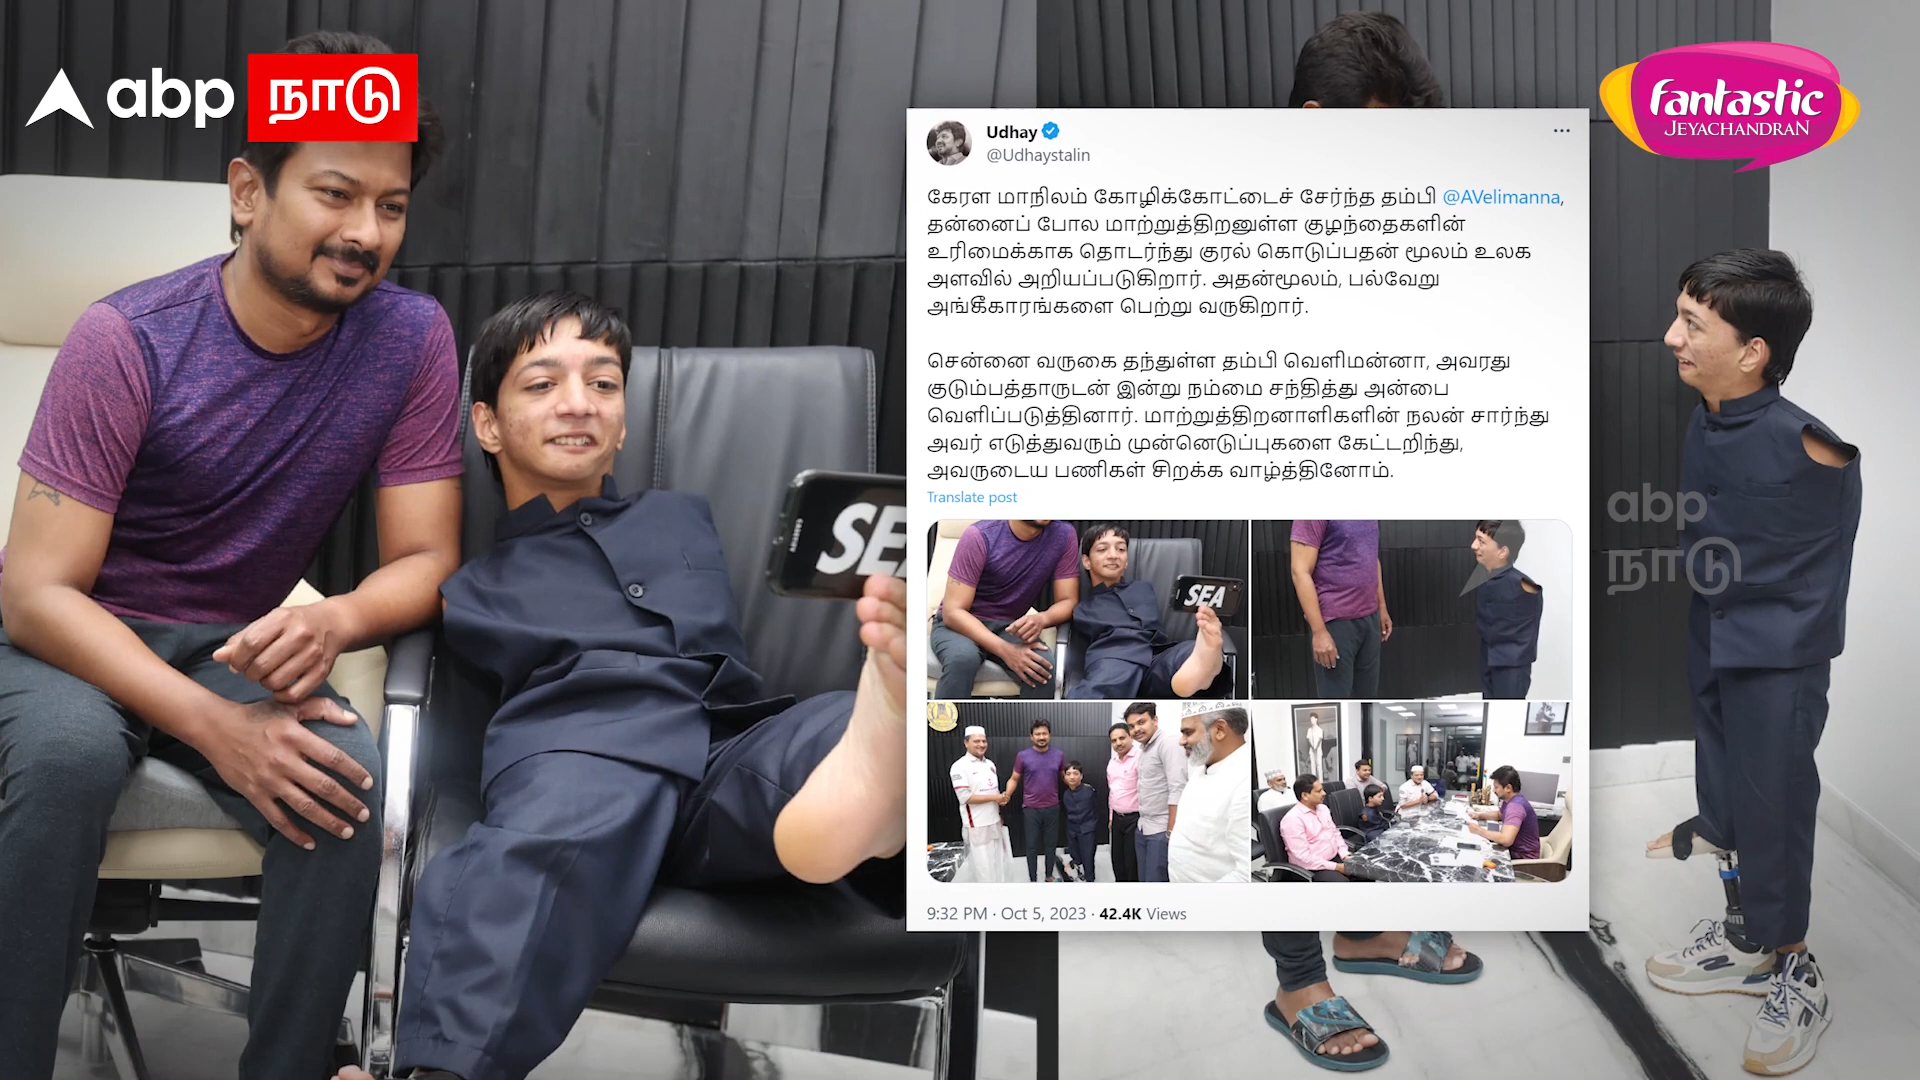 abp நாடு
fantastic
JEYACHANDRAN
Udhay
@Udhaystalin
கேரள மாநிலம் கோழிக்கோட்டைச் சேர்ந்த தம்பி @AVelimanna,
தன்னைப் போல மாற்றுத்திறனுள்ள குழந்தைகளின்
உரிமைக்காக தொடர்ந்து குரல் கொடுப்பதன் மூலம் உலக
அளவில் அறியப்படுகிறார். அதன்மூலம், பல்வேறு
அங்கீகாரங்களை பெற்று வருகிறார்.
சென்னை வருகை தந்துள்ள தம்பி வெளிமன்னா, அவரது
குடும்பத்தாருடன் இன்று நம்மை சந்தித்து அன்பை
வெளிப்படுத்தினார். மாற்றுத்திறனாளிகளின் நலன் சார்ந்து
அவர் எடுத்துவரும் முன்னெடுப்புகளை கேட்டறிந்து,
அவருடைய பணிகள் சிறக்க வாழ்த்தினோம்.
Translate post
SEA
SEA
abp
நாடு
9:32 PM · Oct 5, 2023 · 42.4K Views